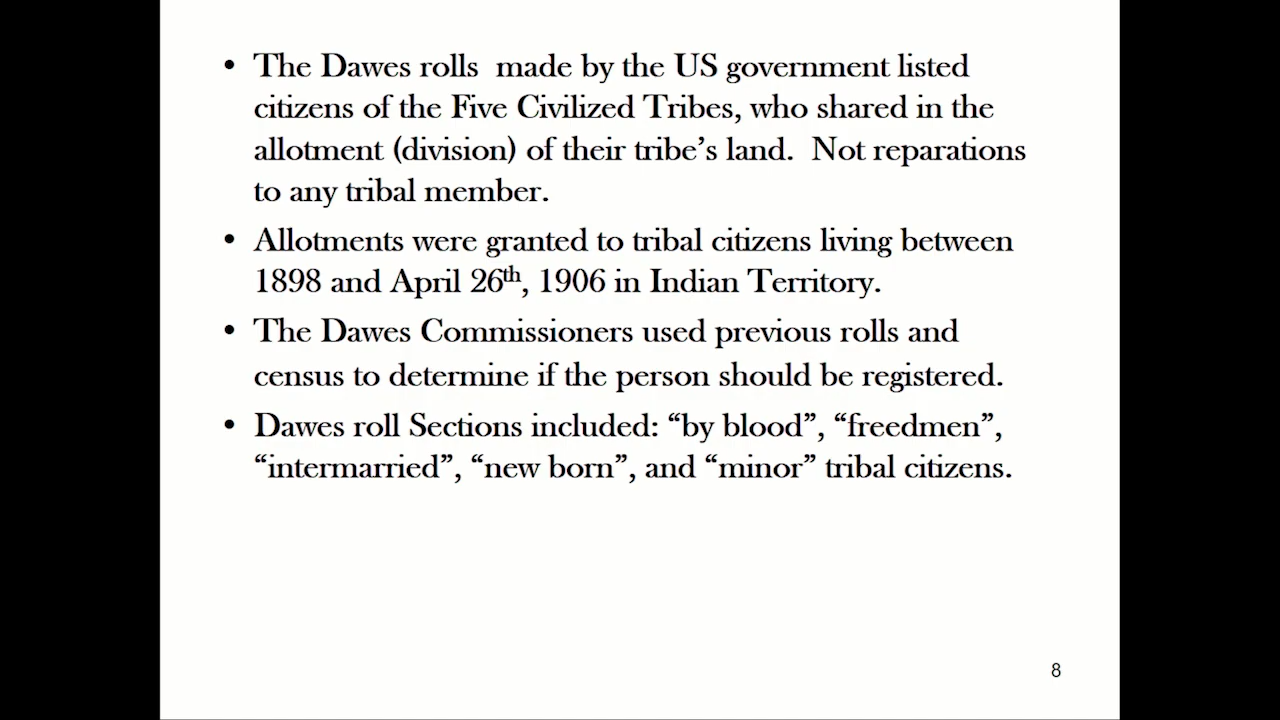 • The Dawes rolls  made by the US government listed
citizens of the Five Civilized Tribes, who shared in the
allotment (division) of their tribe’s land.  Not reparations
to any tribal member.
• Allotments were granted to tribal citizens living between
1898 and April 26th, 1906 in Indian Territory.
• The Dawes Commissioners used previous rolls and
census to determine if the person should be registered.
• Dawes roll Sections included: “by blood”, “freedmen”,
“intermarried”, “new born”, and “minor” tribal citizens.
8